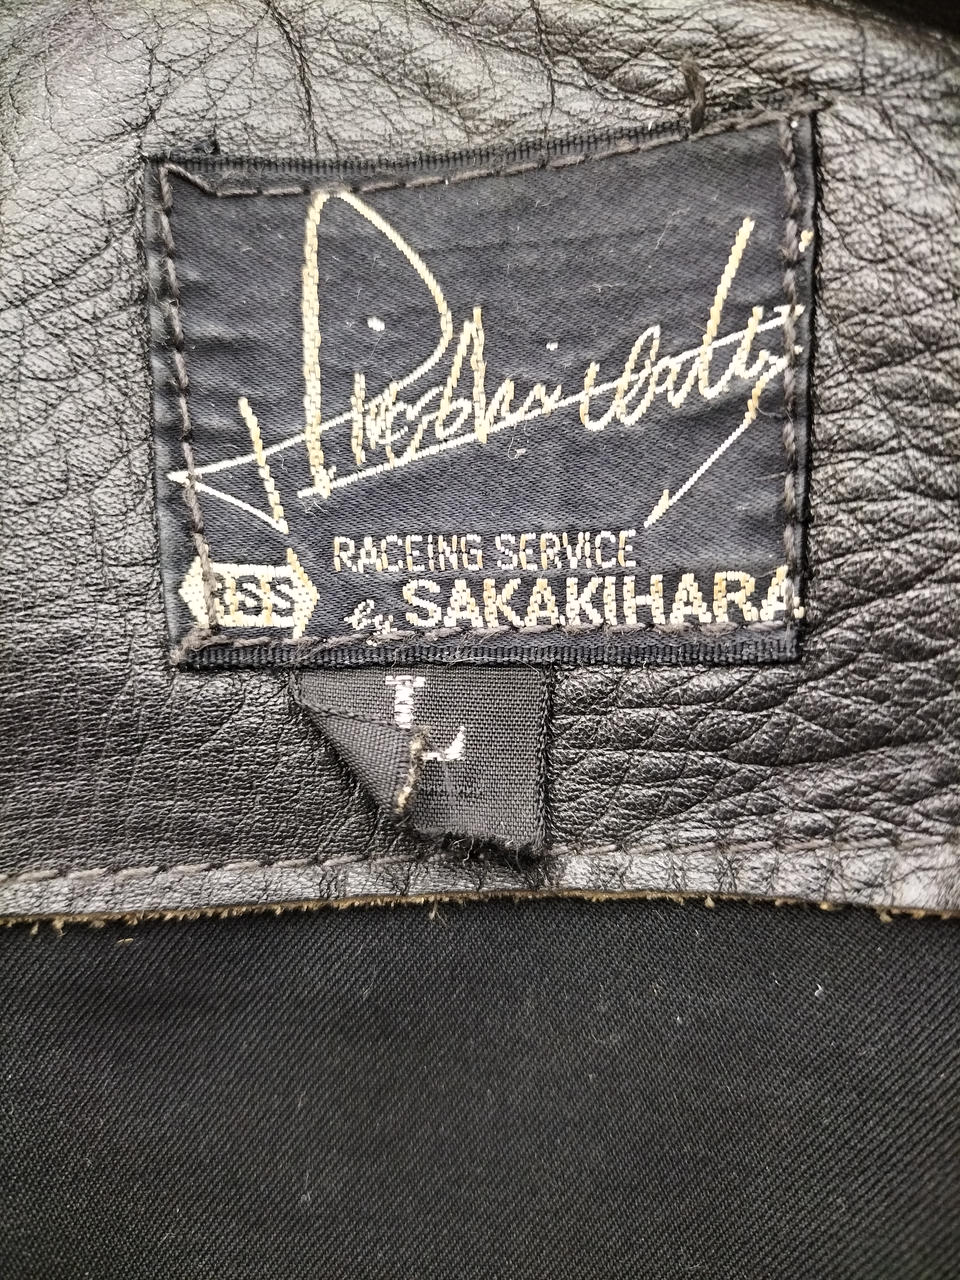 RACEING SERVICE
RSS
by SAKAKIHARA
L